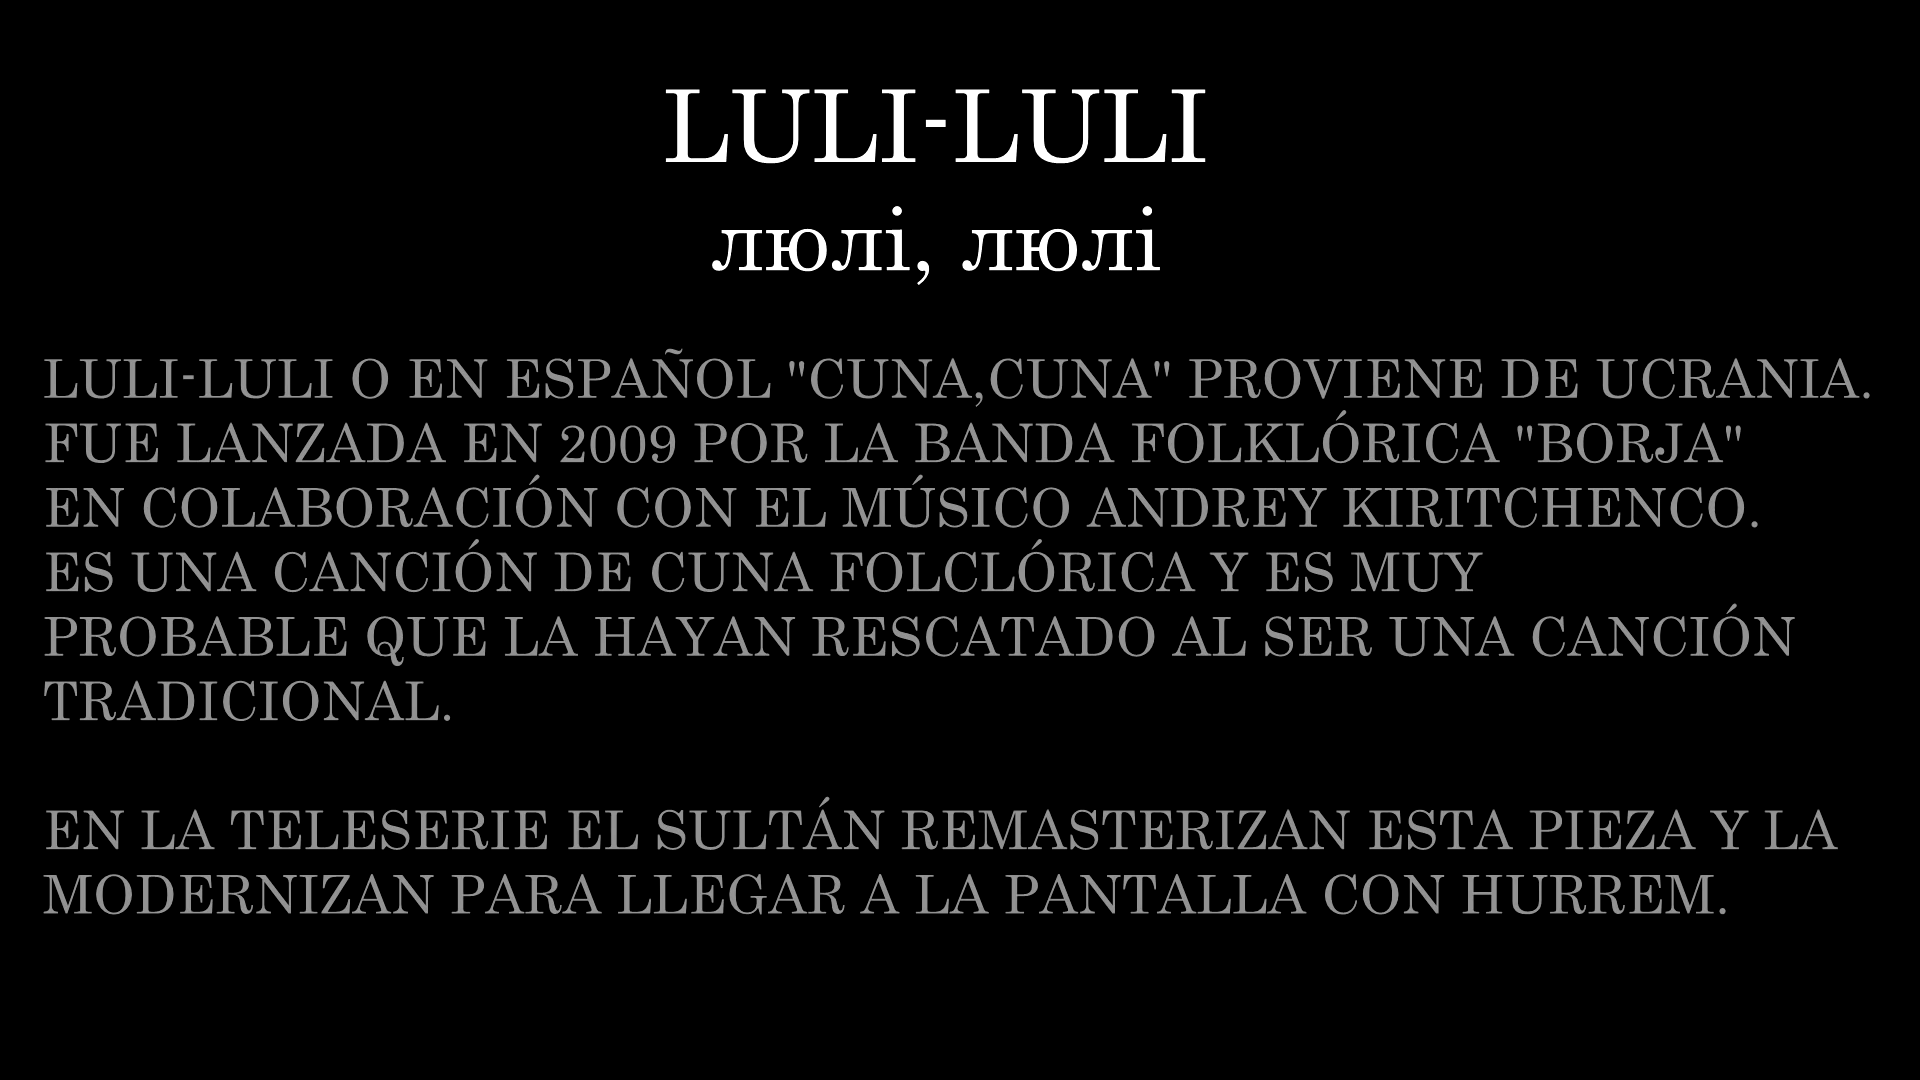 LULI-LULI
люлі, люлі
LULI-LULI O EN ESPAÑOL "CUNA,CUNA" PROVIENE DE UCRANIA.
FUE LANZADA EN 2009 POR LA BANDA FOLKLÓRICA "BORJA"
EN COLABORACIÓN CON EL MÚSICO ANDREY KIRITCHENCO.
ES UNA CANCIÓN DE CUNA FOLCLÓRICA Y ES MUY
PROBABLE QUE LA HAYAN RESCATADO AL SER UNA CANCIÓN
TRADICIONAL.
EN LA TELESERIE EL SULTÁN REMASTERIZAN ESTA PIEZA Y LA
MODERNIZAN PARA LLEGAR A LA PANTALLA CON HURREM.